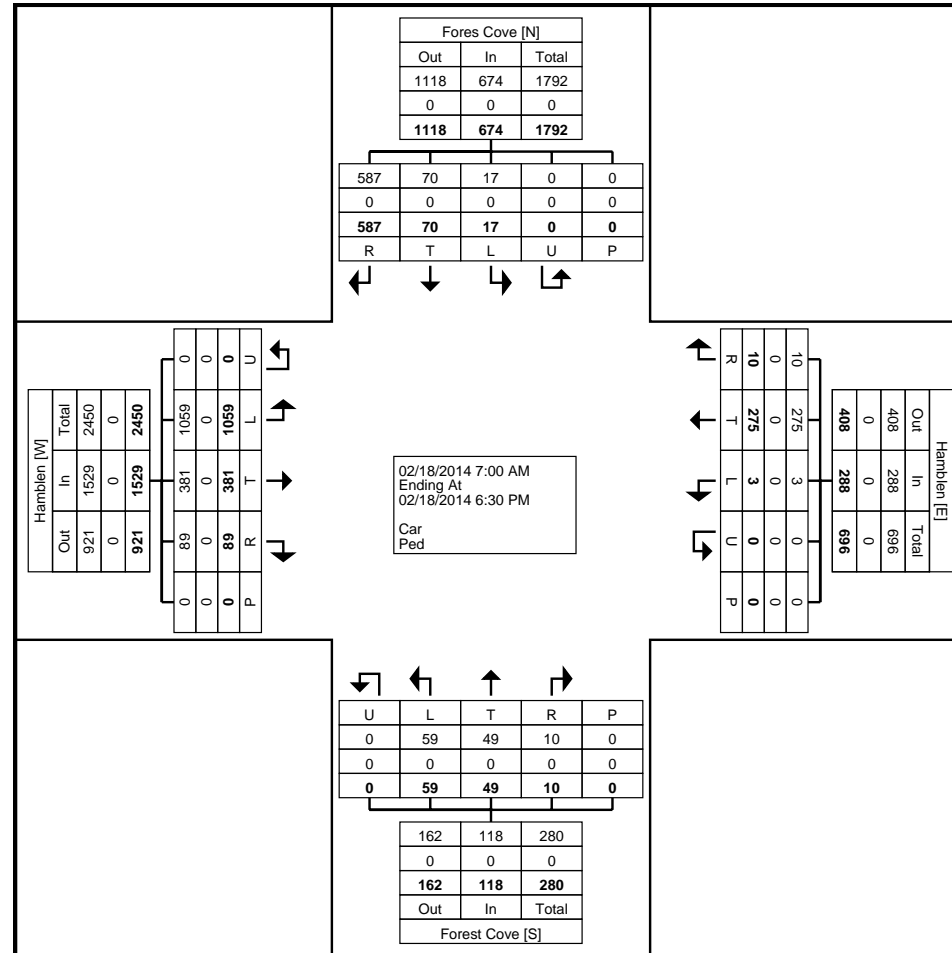 Fores Cove [N]
Out In Total
1118 674 1792
0 0 0
1118 674 1792
587 70 17 0 0
0 0 0 0 0
587 70 17 0 0
R T L U P
Hamblen [W]
Total In Out
2450 1529 921
0 0 0
2450 1529 921
0 1059 381 89 0
0 0 0 0 0
0 1059 381 89 0
U L T R P
02/18/2014 7:00 AM
Ending At
02/18/2014 6:30 PM
Car
Ped
R T L U P
10 275 3 0 0
0 0 0 0 0
10 275 3 0 0
408 288 696
0 0 0
408 288 696
Out In Total
Hamblen [E]
U L T R P
0 59 49 10 0
0 0 0 0 0
0 59 49 10 0
162 118 280
0 0 0
162 118 280
Out In Total
Forest Cove [S]